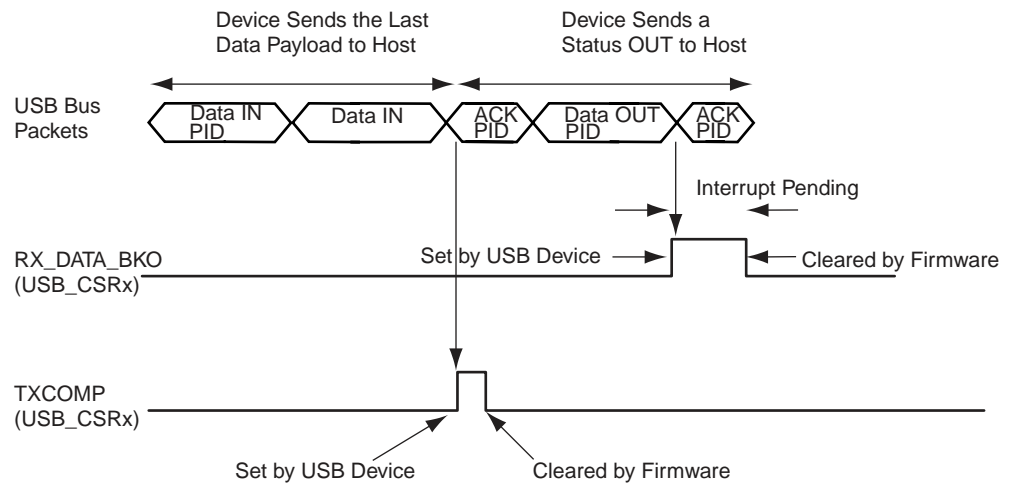 Device Sends the Last
Data Payload to Host
Device Sends a
Status OUT to Host
USB Bus
Packets
Data IN
PID
Data IN
ACK
PID
Data OUT
PID
ACK
PID
Interrupt Pending
RX_DATA_BKO
(USB_CSRx)
Set by USB Device
Cleared by Firmware
TXCOMP
(USB_CSRx)
Set by USB Device
Cleared by Firmware